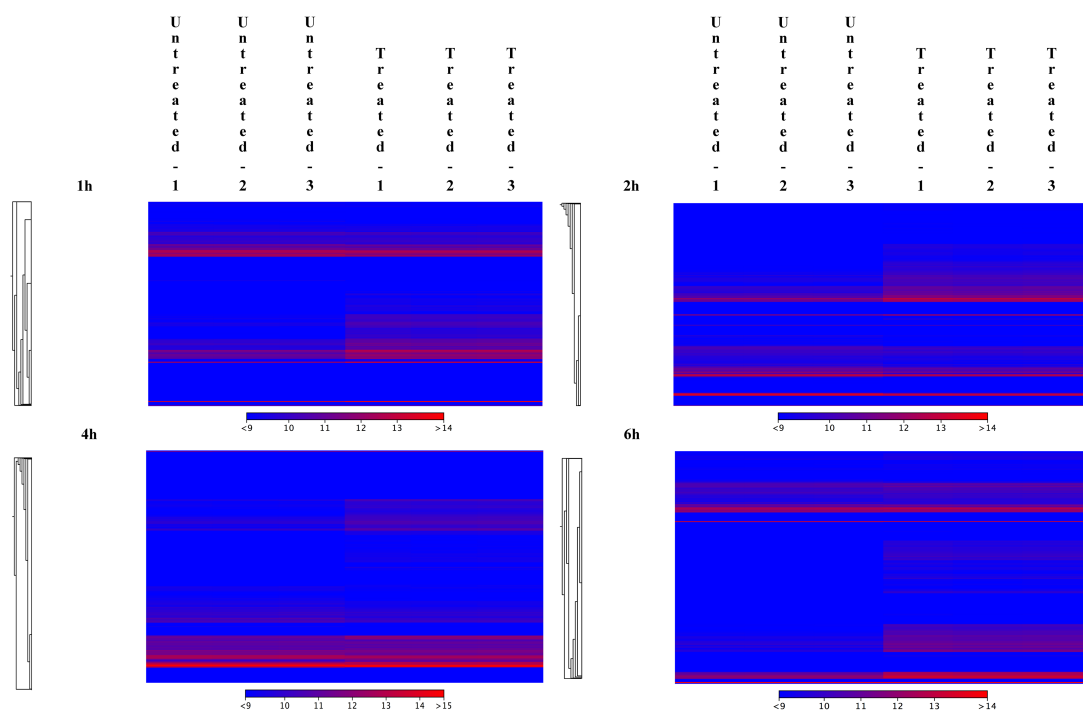 Untreated-1 Untreated-2 Untreated-3 Treated-1 Treated-2 Treated-3
Untreated-1 Untreated-2 Untreated-3 Treated-1 Treated-2 Treated-3
1h
2h
<9 10 11 12 13 >14
<9 10 11 12 13 >14
4h
6h
<9 10 11 12 13 14 >15
<9 10 11 12 13 >14